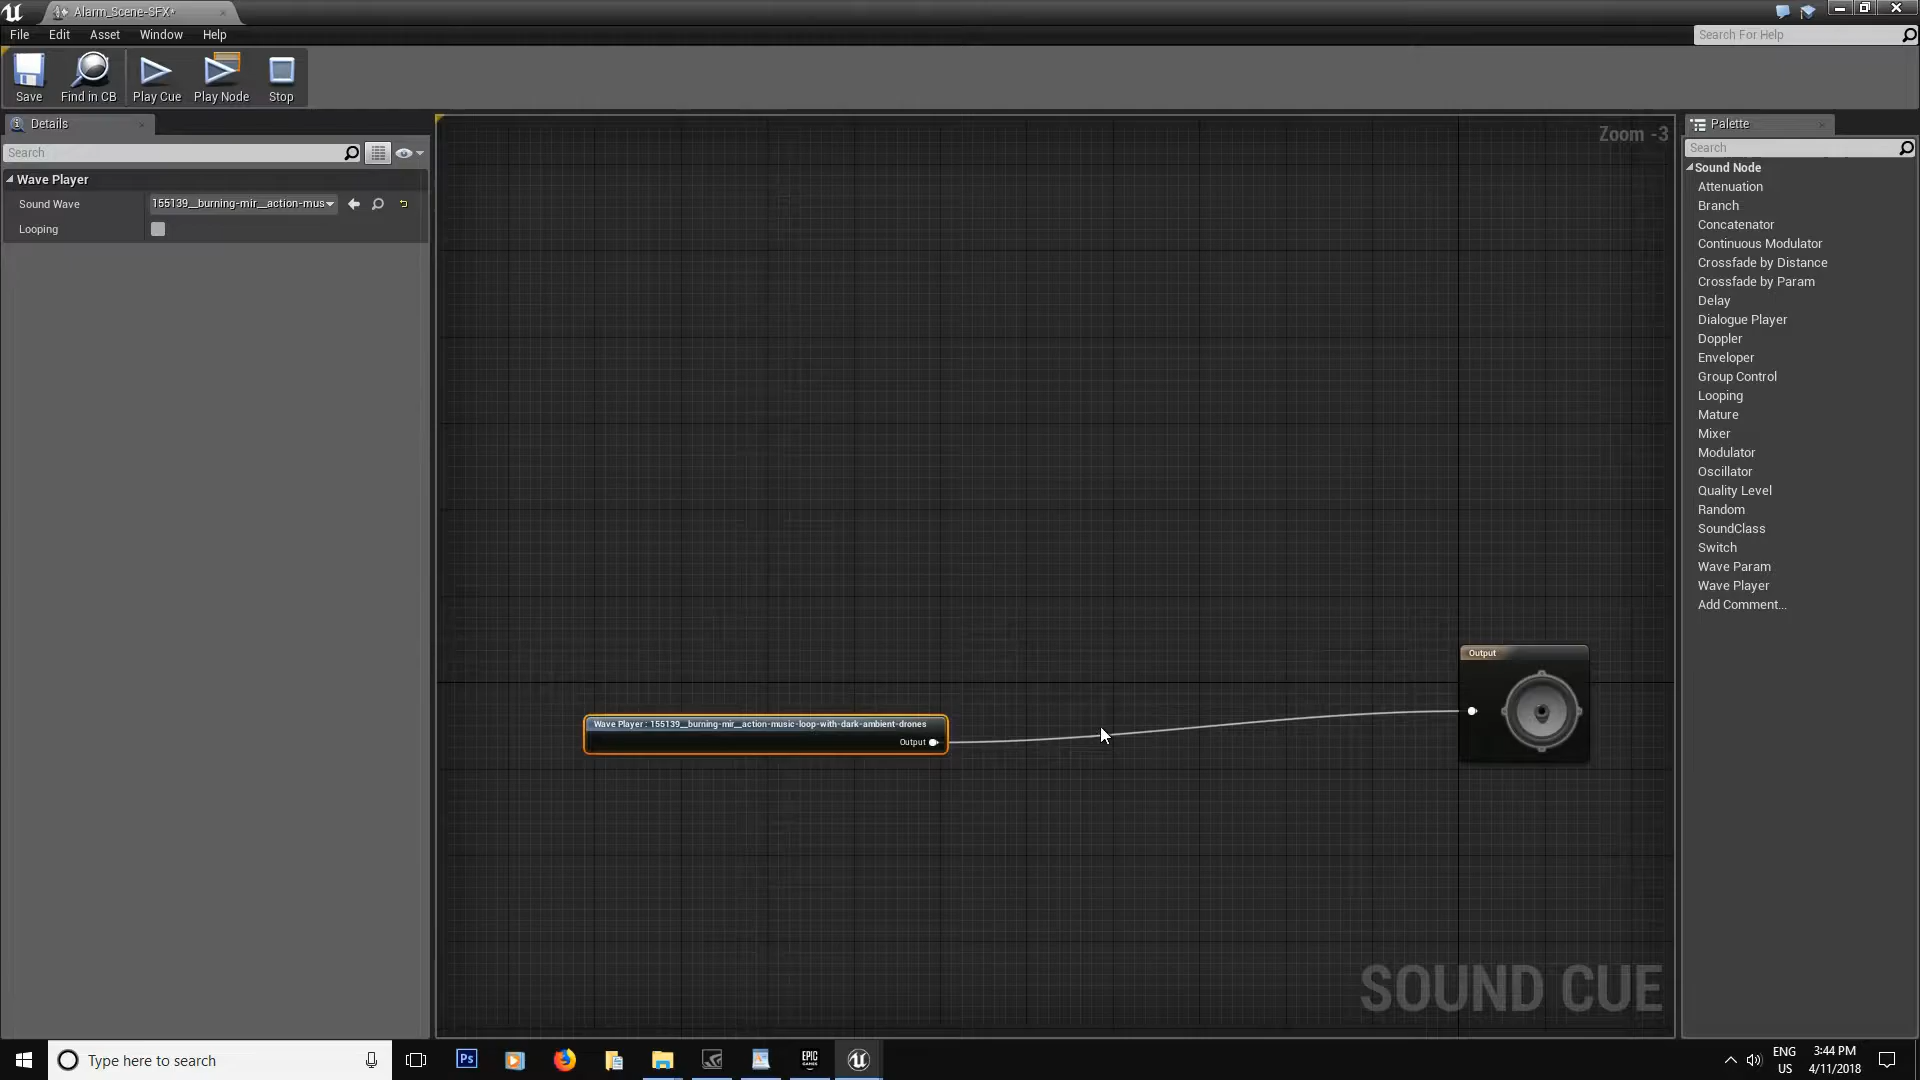 Alarm_Scene-SFX*
File Edit Asset Window Help
Search For Help
Save Find in CB Play Cue Play Node Stop
Details
Search
Wave Player
Sound Wave 155139__burning-mir__action-mus
Looping
Zoom -3
Wave Player : 155139__burning-mir__action-music-loop-with-dark-ambient-drones
Output
Output
SOUND CUE
Palette
Search
Sound Node
Attenuation
Branch
Concatenator
Continuous Modulator
Crossfade by Distance
Crossfade by Param
Delay
Dialogue Player
Doppler
Enveloper
Group Control
Looping
Mature
Mixer
Modulator
Oscillator
Quality Level
Random
SoundClass
Switch
Wave Param
Wave Player
Add Comment...
Type here to search
Ps
EPIC
GAMES
ENG
US
3:44 PM
4/11/2018